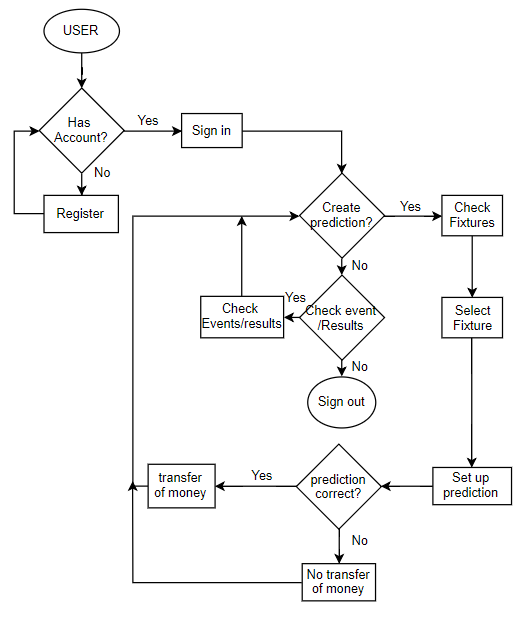 USER
Has
Account?
Yes
Sign in
No
Register
Create
prediction?
Yes
Check
Fixtures
No
Check event
/Results
Yes
Check
Events/results
Select
Fixture
No
Sign out
Set up
prediction
prediction
correct?
Yes
transfer
of money
No
No transfer
of money